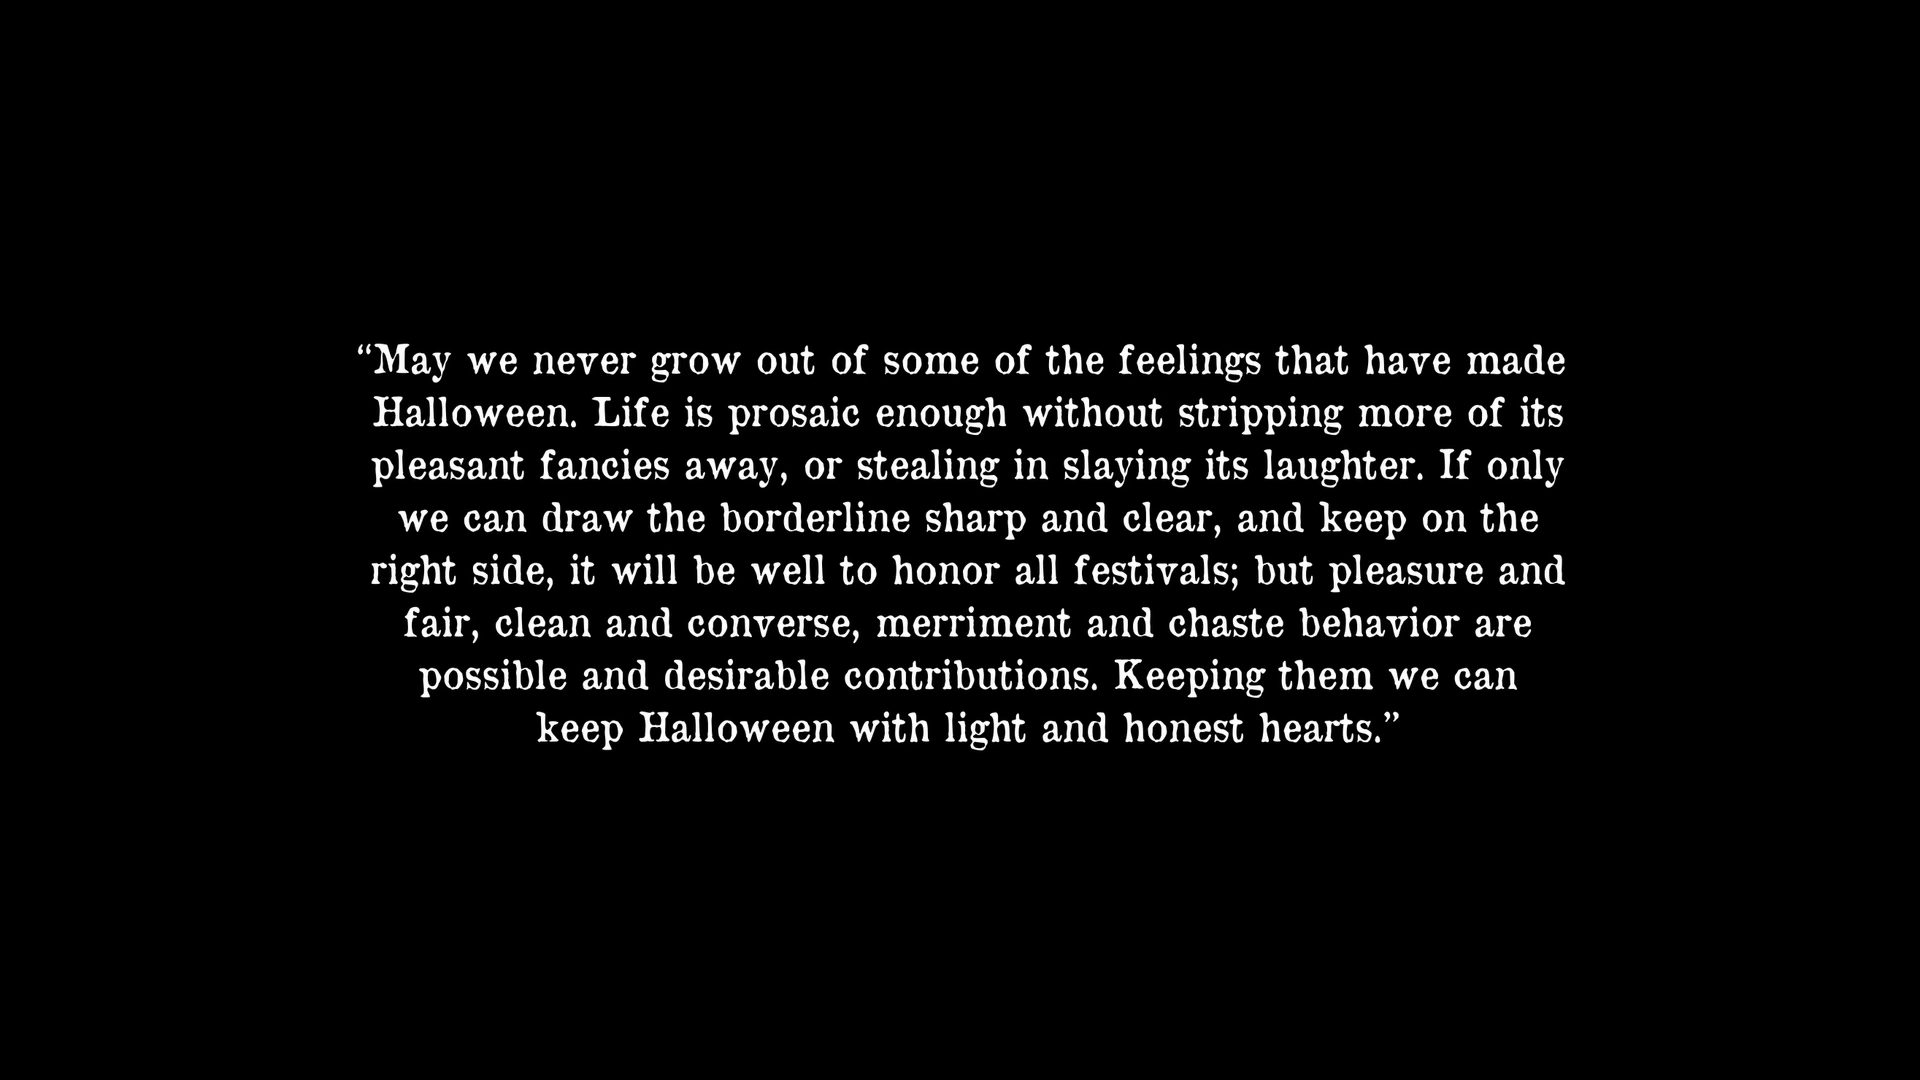 “May we never grow out of some of the feelings that have made
Halloween. Life is prosaic enough without stripping more of its
pleasant fancies away, or stealing in slaying its laughter. If only
we can draw the borderline sharp and clear, and keep on the
right side, it will be well to honor all festivals; but pleasure and
fair, clean and converse, merriment and chaste behavior are
possible and desirable contributions. Keeping them we can
keep Halloween with light and honest hearts.”